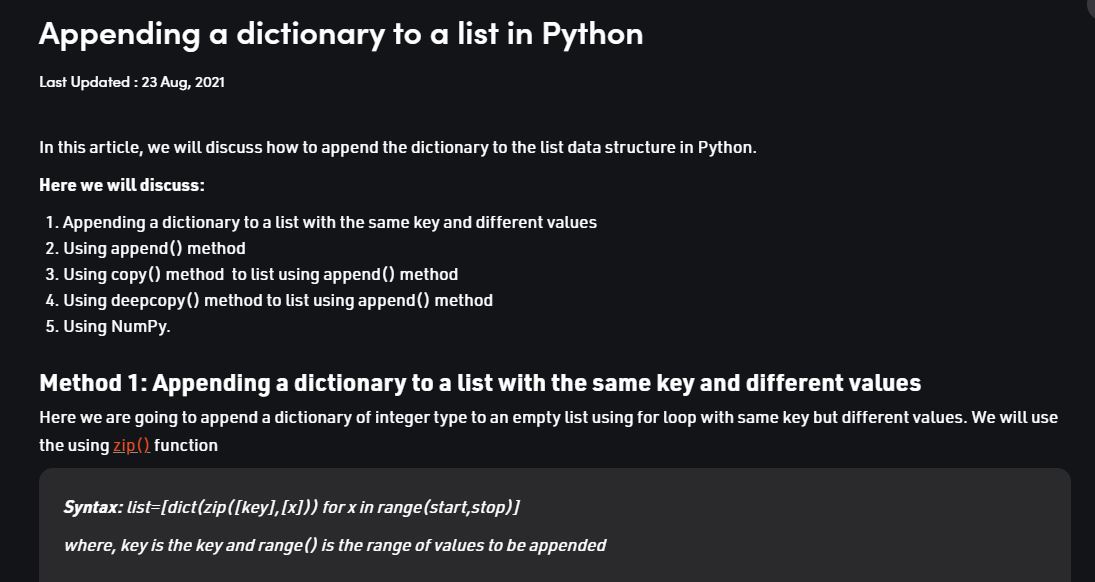 Appending a dictionary to a list in Python
Last Updated : 23 Aug, 2021
In this article, we will discuss how to append the dictionary to the list data structure in Python.
Here we will discuss:
1. Appending a dictionary to a list with the same key and different values
2. Using append() method
3. Using copy() method  to list using append() method
4. Using deepcopy() method to list using append() method
5. Using NumPy.
Method 1: Appending a dictionary to a list with the same key and different values
Here we are going to append a dictionary of integer type to an empty list using for loop with same key but different values. We will use
the using zip() function
Syntax: list=[dict(zip([key],[x])) for x in range(start,stop)]
where, key is the key and range() is the range of values to be appended